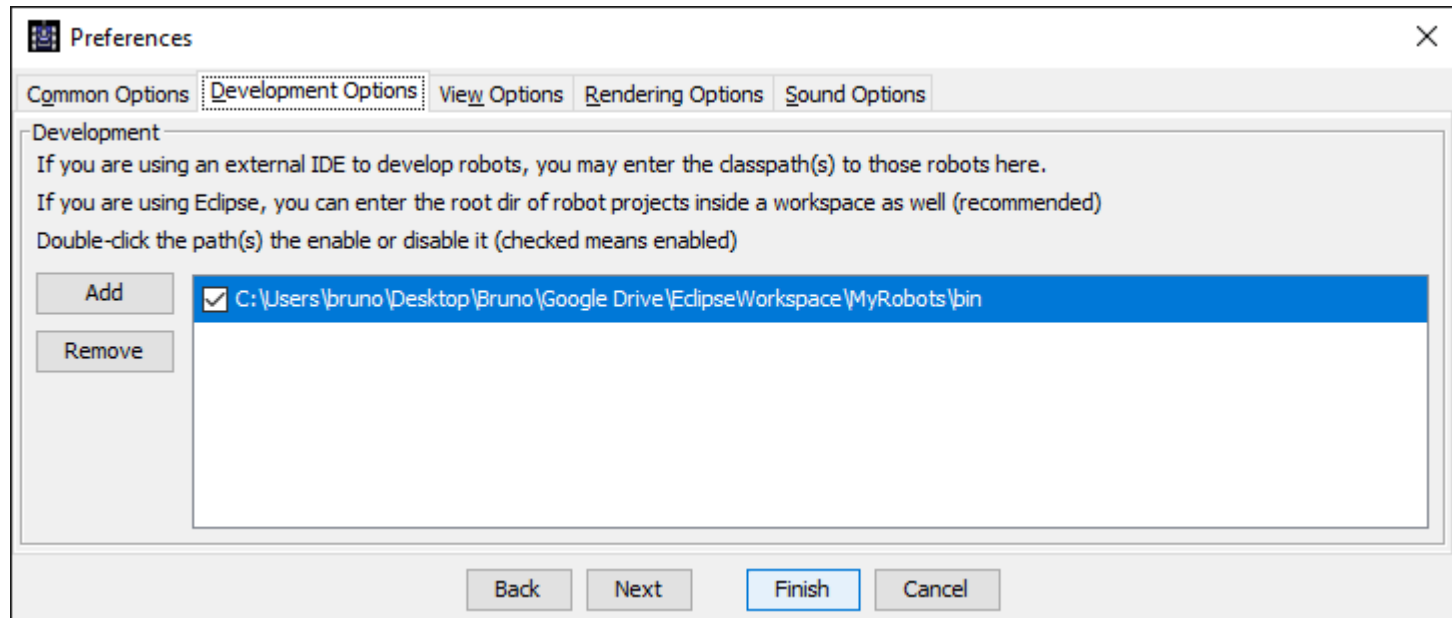 Preferences
Common Options Development Options View Options Rendering Options Sound Options
Development
If you are using an external IDE to develop robots, you may enter the classpath(s) to those robots here.
If you are using Eclipse, you can enter the root dir of robot projects inside a workspace as well (recommended)
Double-click the path(s) the enable or disable it (checked means enabled)
Add
C:\Users\bruno\Desktop\Bruno\Google Drive\EclipseWorkspace\MyRobots\bin
Remove
Back Next Finish Cancel